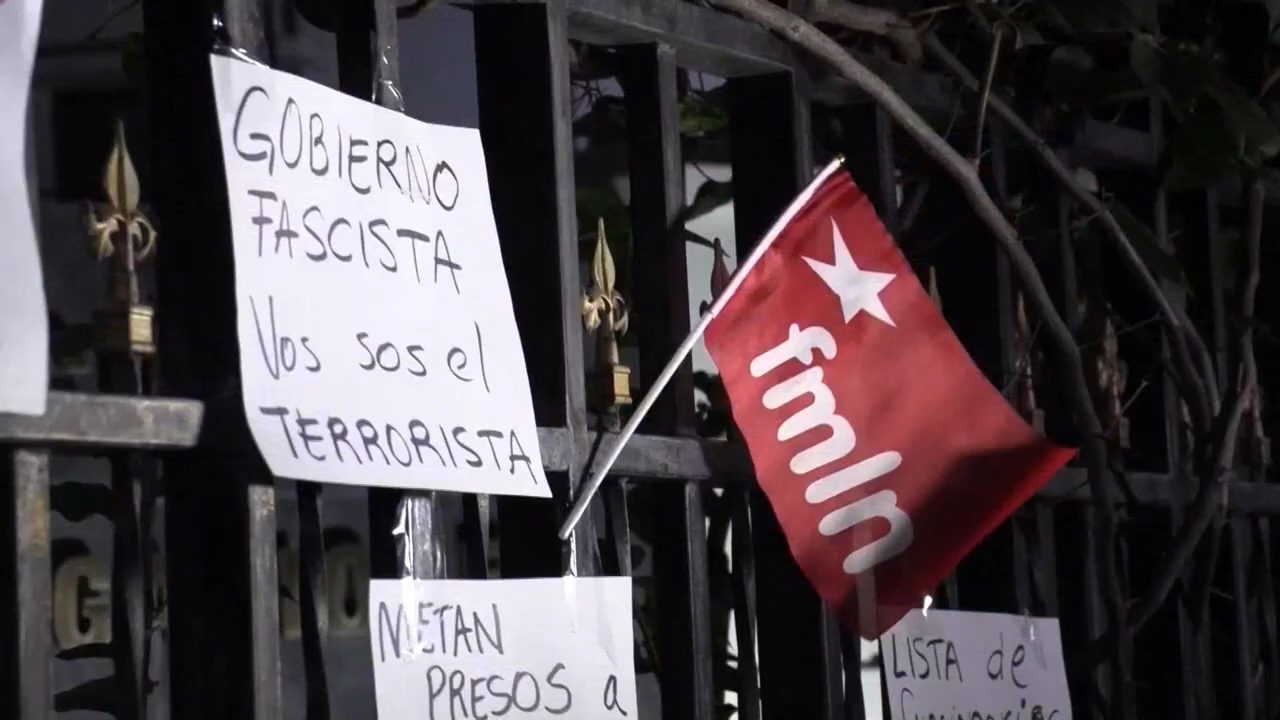 GOBIERNO
FASCISTA
Vos sos el
TERRORISTA
fmln
METAN
PRESOS a
LISTA de